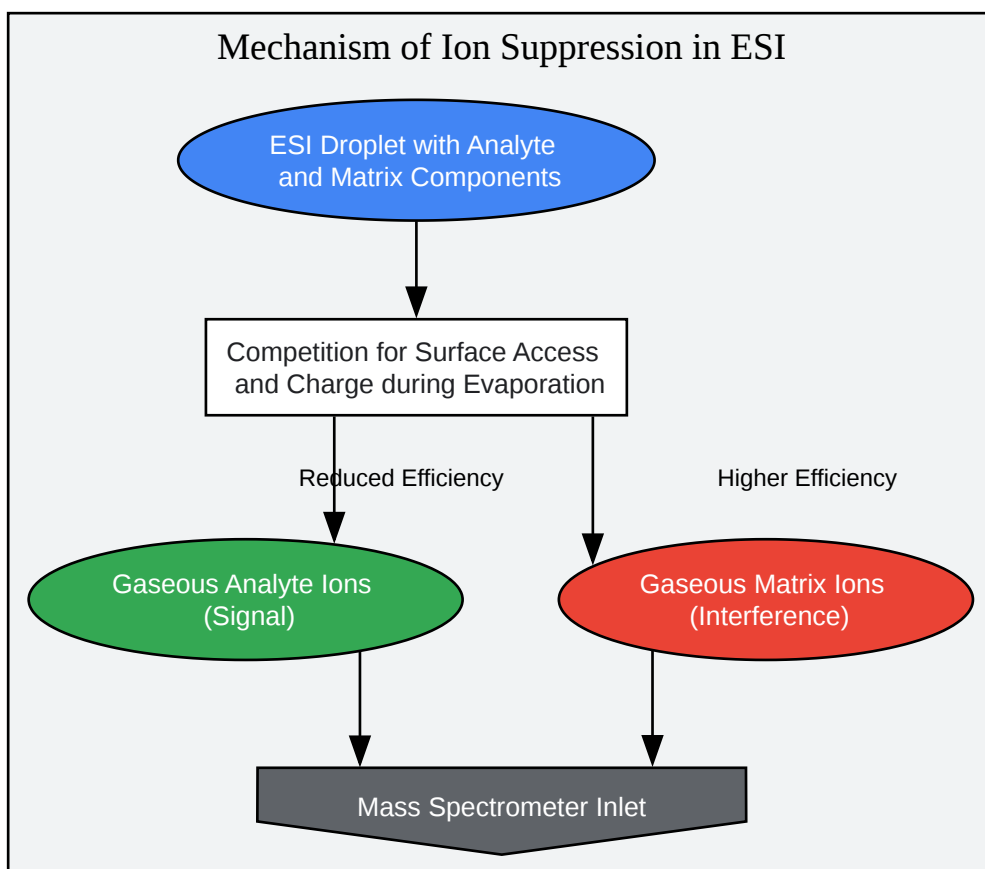 Mechanism of Ion Suppression in ESI
ESI Droplet with Analyte
and Matrix Components
Competition for Surface Access
and Charge during Evaporation
Reduced Efficiency
Higher Efficiency
Gaseous Analyte Ions
(Signal)
Gaseous Matrix Ions
(Interference)
Mass Spectrometer Inlet